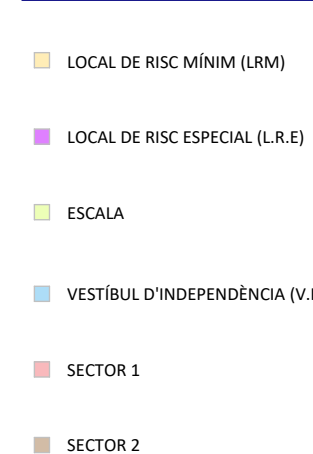 LOCAL DE RISC MÍNIM (LRM)
LOCAL DE RISC ESPECIAL (L.R.E)
ESCALA
VESTÍBUL D'INDEPENDÈNCIA
SECTOR 1
SECTOR 2